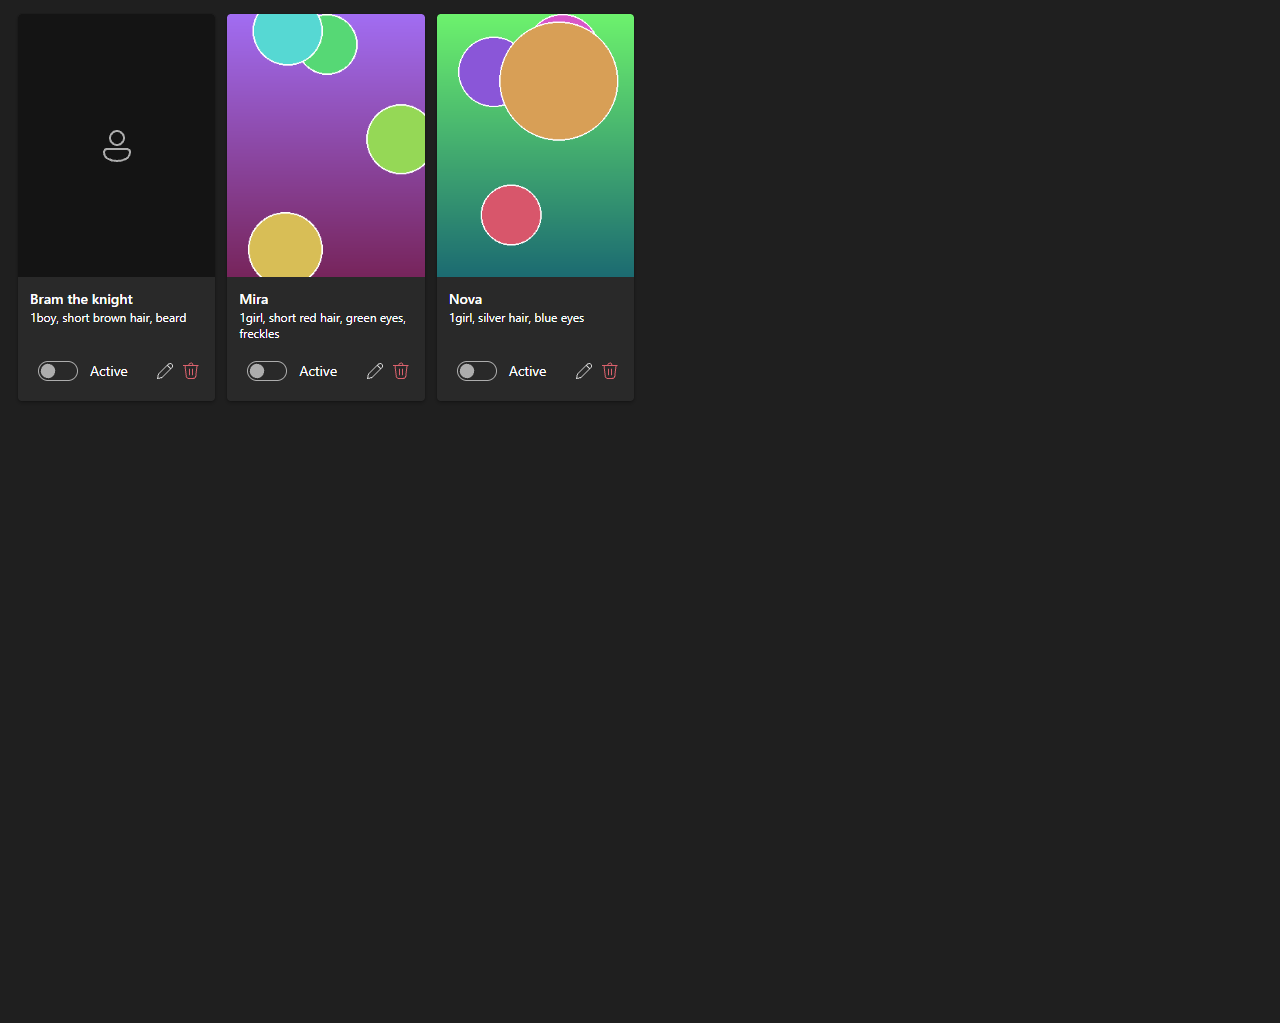 Bram the knight
1boy, short brown hair, beard
Active
Mira
1girl, short red hair, green eyes,
freckles
Active
Nova
1girl, silver hair, blue eyes
Active